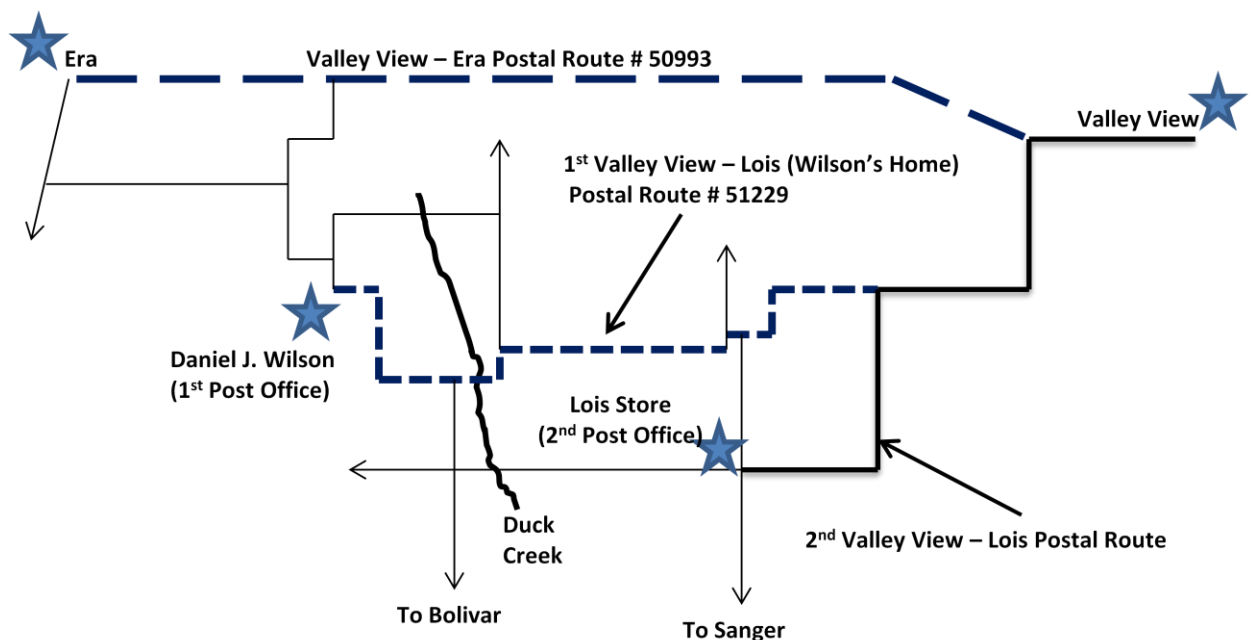 Era
Valley View – Era Postal Route # 50993
Valley View
1st Valley View – Lois (Wilson's Home)
Postal Route # 51229
Daniel J. Wilson
(1st Post Office)
Lois Store
(2nd Post Office)
Duck
Creek
2nd Valley View – Lois Postal Route
To Bolivar
To Sanger